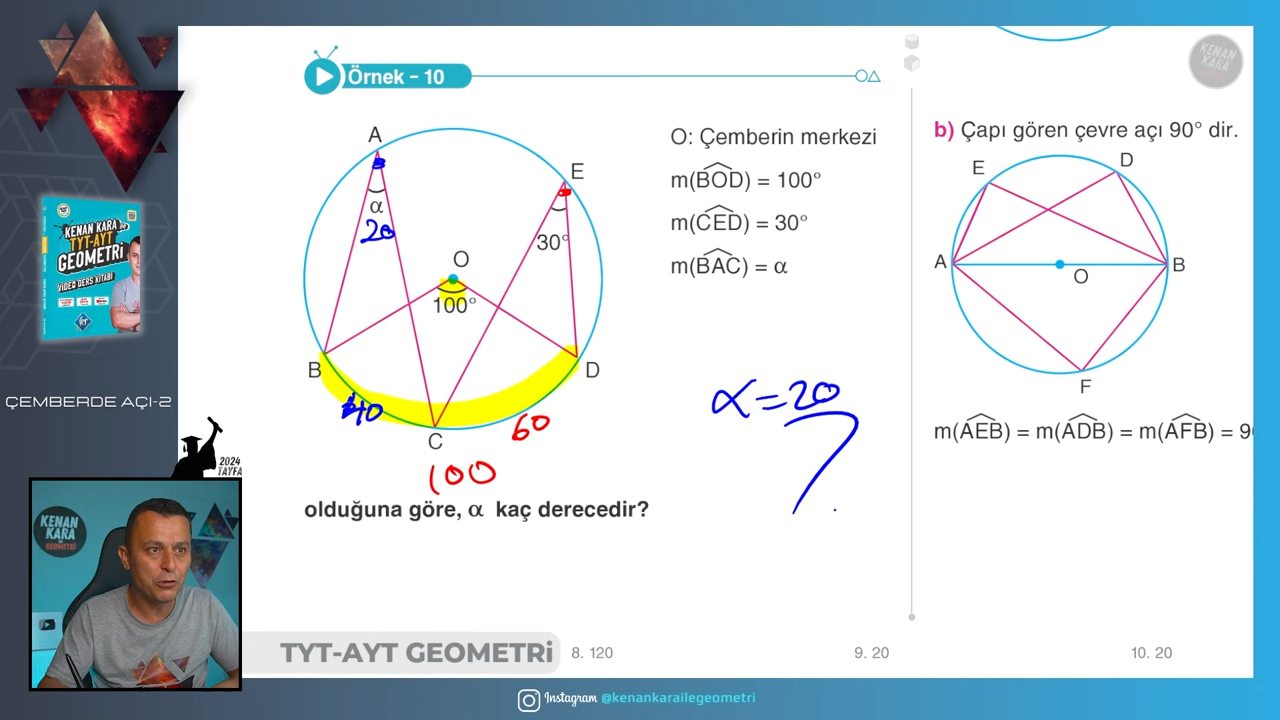 Örnek - 10
A
E
α
20
30°
O
100°
B
D
40
C
60
100
O: Çemberin merkezi
m(BOD) = 100°
m(CED) = 30°
m(BAC) = α
α=20
olduğuna göre, α kaç derecedir?
KENAN KARA
b) Çapı gören çevre açı 90° dir.
E
D
A
B
O
F
m(AEB) = m(ADB) = m(AFB) = 9
KENAN KARA
TYT-AYT
GEOMETRİ
VİDEO DERS KİTABI
ÇEMBERDE AÇI-2
2024
TAYFA
KENAN
KARA
GEOMETRİ
TYT-AYT GEOMETRİ
8. 120
9. 20
10. 20
Instagram @kenankarailegeometri